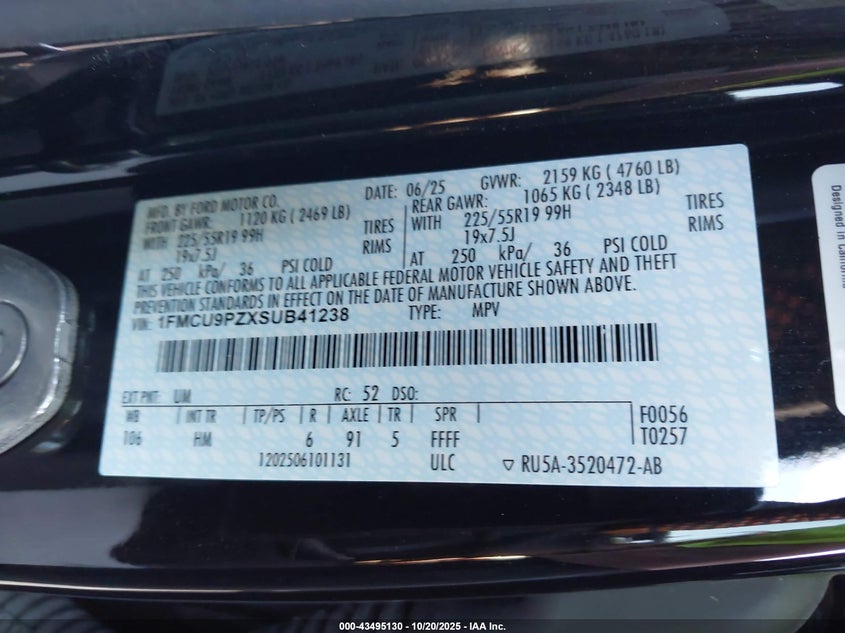 MFD. BY FORD MOTOR CO.
DATE: 06/25 GVWR: 2159 KG ( 4760 LB)
FRONT GAWR: 1120 KG ( 2469 LB)
REAR GAWR: 1065 KG ( 2348 LB)
WITH 225/55R19 99H TIRES
WITH 225/55R19 99H TIRES
19x7.5J RIMS
19x7.5J RIMS
AT 250 kPa/ 36 PSI COLD
AT 250 kPa/ 36 PSI COLD
THIS VEHICLE CONFORMS TO ALL APPLICABLE FEDERAL MOTOR VEHICLE SAFETY AND THEFT
PREVENTION STANDARDS IN EFFECT ON THE DATE OF MANUFACTURE SHOWN ABOVE.
VIN: 1FMCU9PZXSUB41238 TYPE: MPV
EXT PNT: UM RC: 52 DSO:
WB | INT TR | TP/PS | R | AXLE | TR | SPR |
F0056
106 HM 6 91 5 FFFF
T0257
1202506101131 ULC ▽ RU5A-3520472-AB
Designed in California
000-43495130 - 10/20/2025 - IAA Inc.